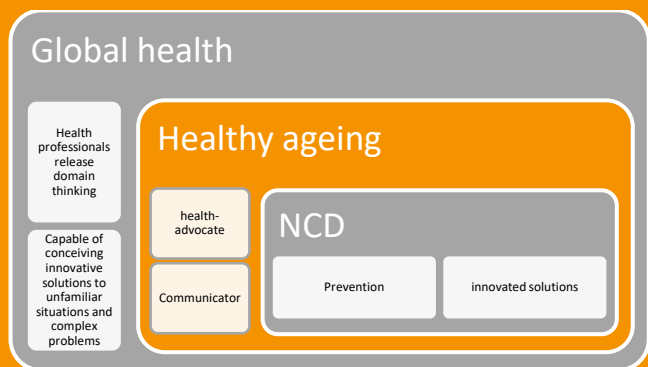 Global health
Health
professionals
release
domain
thinking
Capable of
conceiving
innovative
solutions to
unfamiliar
situations and
complex
problems
Healthy ageing
health-
advocate
Communicator
NCD
Prevention
innovated solutions